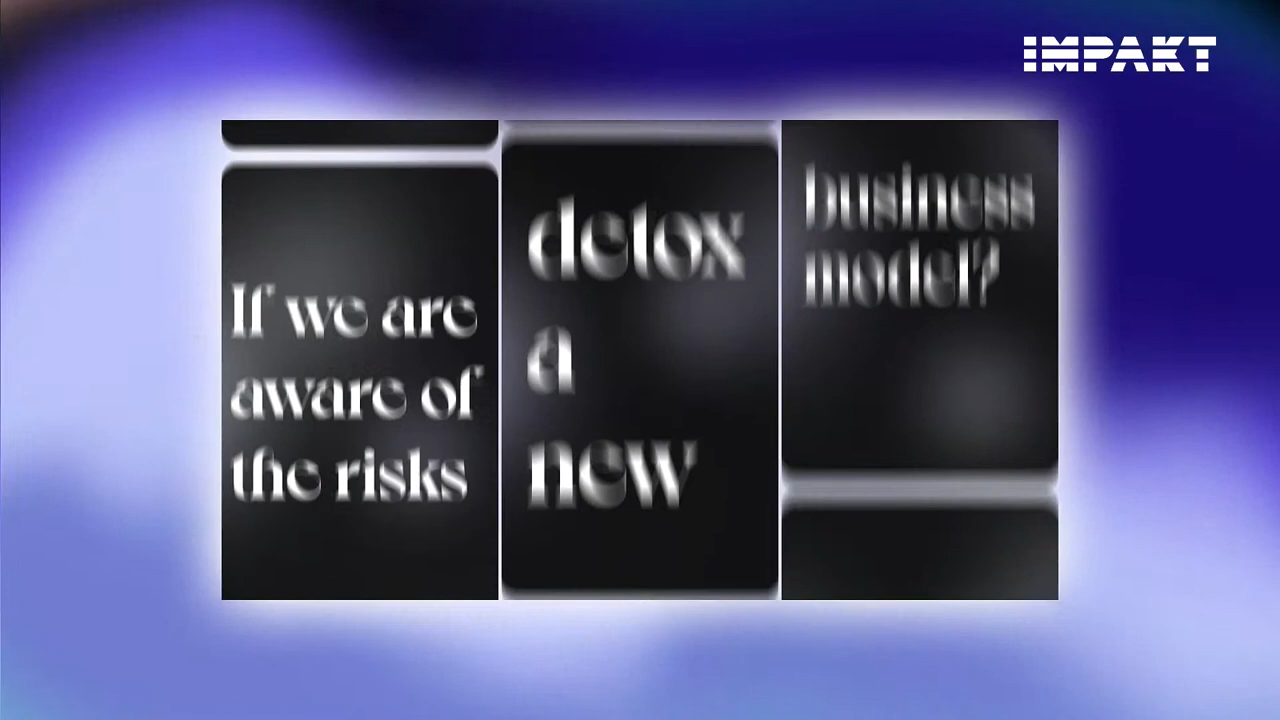 IMPAKT
If we are
aware of
the risks
detox
a
new
business
model?